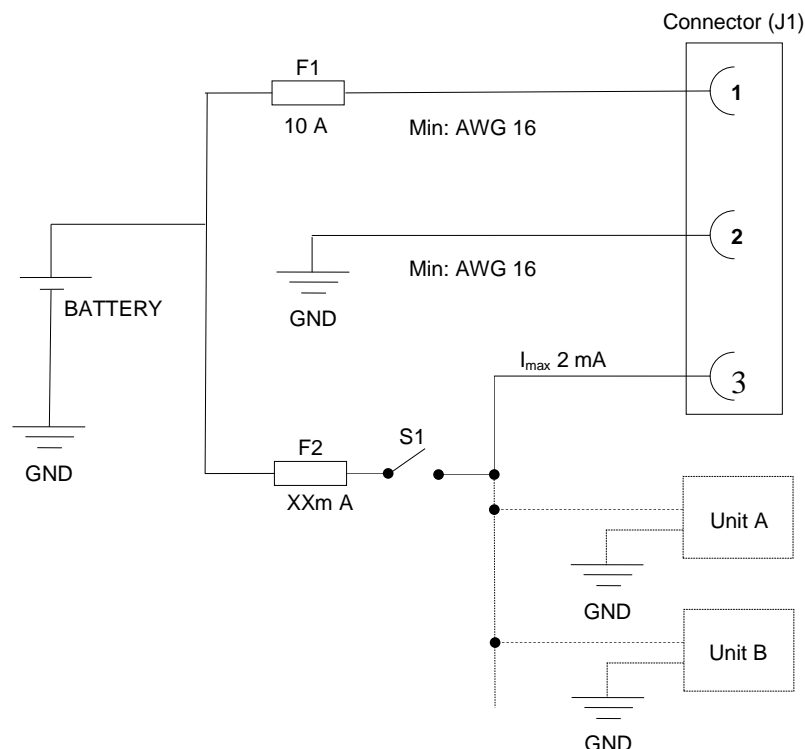 Connector (J1)
F1
1
10 A
Min: AWG 16
2
Min: AWG 16
BATTERY
GND
Imax 2 mA
3
S1
GND
F2
XXm A
Unit A
GND
Unit B
GND